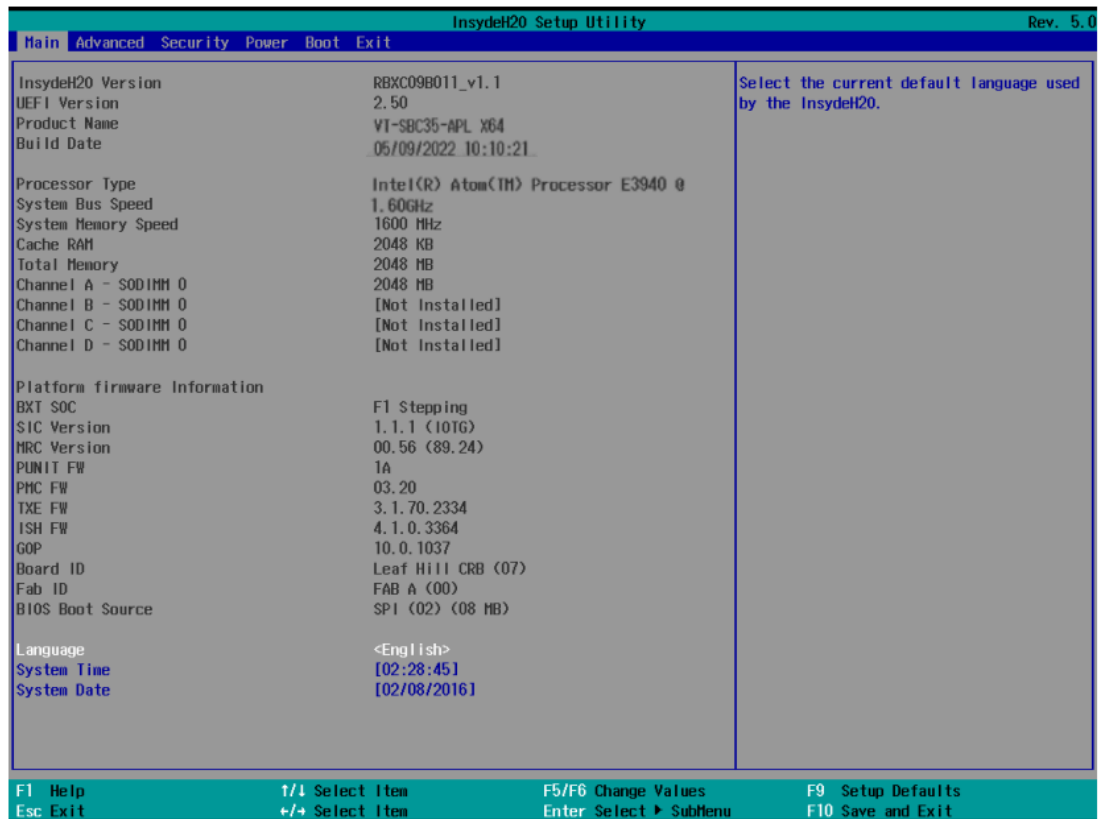 InsydeH20 Setup Utility Rev. 5.0
Main Advanced Security Power Boot Exit
InsydeH20 Version RBXC09B011_v1.1
UEFI Version 2.50
Product Name VT-SBC35-APL X64
Build Date 05/09/2022 10:10:21
Processor Type Intel(R) Atom(TM) Processor E3940 @
System Bus Speed 1.60GHz
System Memory Speed 1600 MHz
Cache RAM 2048 KB
Total Memory 2048 MB
Channel A - SODIMM 0 2048 MB
Channel B - SODIMM 0 [Not Installed]
Channel C - SODIMM 0 [Not Installed]
Channel D - SODIMM 0 [Not Installed]
Platform firmware Information
BXT SOC F1 Stepping
SIC Version 1.1.1 (IOTG)
MRC Version 00.56 (89.24)
PUNIT FW 1A
PMC FW 03.20
TXE FW 3.1.70.2334
ISH FW 4.1.0.3364
GOP 10.0.1037
Board ID Leaf Hill CRB (07)
Fab ID FAB A (00)
BIOS Boot Source SPI (02) (08 MB)
Language <English>
System Time [02:28:45]
System Date [02/08/2016]
Select the current default language used
by the InsydeH20.
F1 Help ↑/↓ Select Item F5/F6 Change Values F9 Setup Defaults
Esc Exit ←/→ Select Item Enter Select ▶ SubMenu F10 Save and Exit